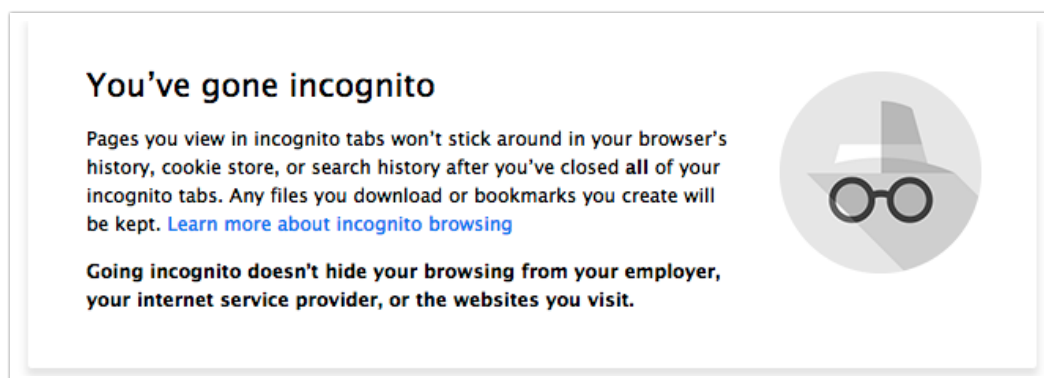 You've gone incognito
Pages you view in incognito tabs won't stick around in your browser's
history, cookie store, or search history after you've closed all of your
incognito tabs. Any files you download or bookmarks you create will
be kept. Learn more about incognito browsing
Going incognito doesn't hide your browsing from your employer,
your internet service provider, or the websites you visit.